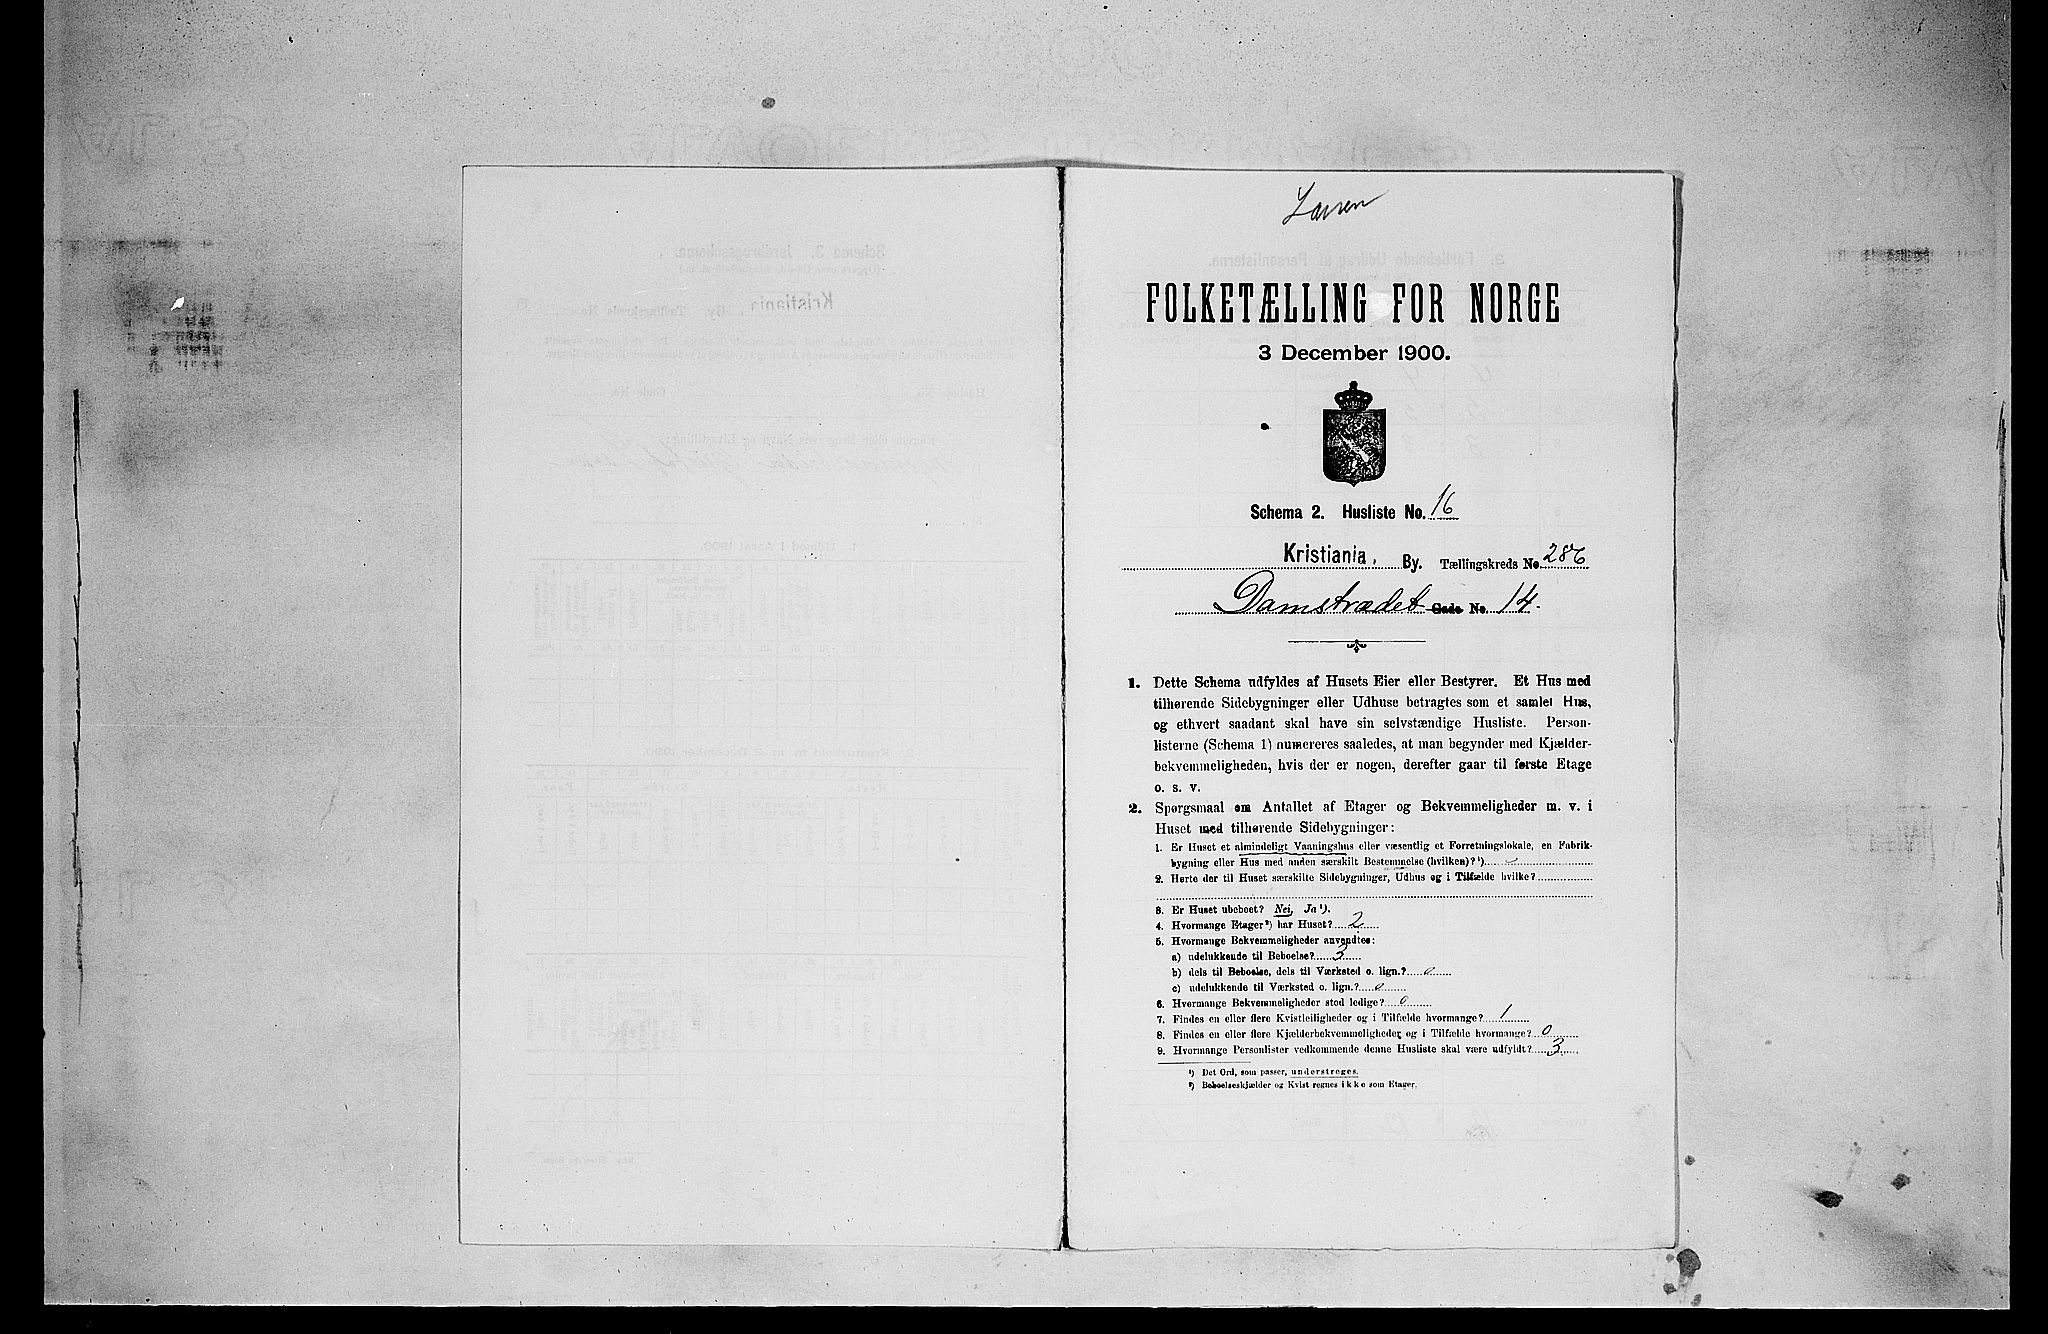 FOLKETÆLLING FOR NORGE
3 December 1900.
Schema 2. Husliste No. 16
Kristiania, By. Tællingskreds No. 286
Damstrædet Gade No. 14.
1. Dette Schema udfyldes af Husets Eier eller Bestyrer. Et Hus med
tilhørende Sidebygninger eller Udhuse betragtes som et samlet Hus,
og ethvert saadant skal have sin selvstændige Husliste. Person-
listerne (Schema 1) numereres saaledes, at man begynder med Kjælder-
bekvemmeligheden, hvis der er nogen, derefter gaar til første Etage
o. s. v.
2. Spørgsmaal om Antallet af Etager og Bekvemmeligheder m. v. i
Huset med tilhørende Sidebygninger:
1. Er Huset et almindeligt Vaaningshus eller væsentlig et Forretningslokale, en Fabrik-
bygning eller Hus med anden særskilt Bestemmelse (hvilken)? ¹)
2. Hørte der til Huset særskilte Sidebygninger, Udhus og i Tilfælde hvilke?
3. Er Huset ubeboet? Nei, Ja ¹).
4. Hvormange Etager ²) har Huset? 2
5. Hvormange Bekvemmeligheder anvendtes:
a) udelukkende til Beboelse? 3
b) dels til Beboelse, dels til Værksted o. lign.? 0
c) udelukkende til Værksted o. lign.? 0
6. Hvormange Bekvemmeligheder stod ledige? 0
7. Findes en eller flere Kvistleiligheder og i Tilfælde hvormange? 1
8. Findes en eller flere Kjælderbekvemmeligheder og i Tilfælde hvormange? 0
9. Hvormange Personlister vedkommende denne Husliste skal være udfyldt? 3
¹) Det Ord, som passer, understreges.
²) Beboelseskjælder og Kvist regnes ikke som Etager.